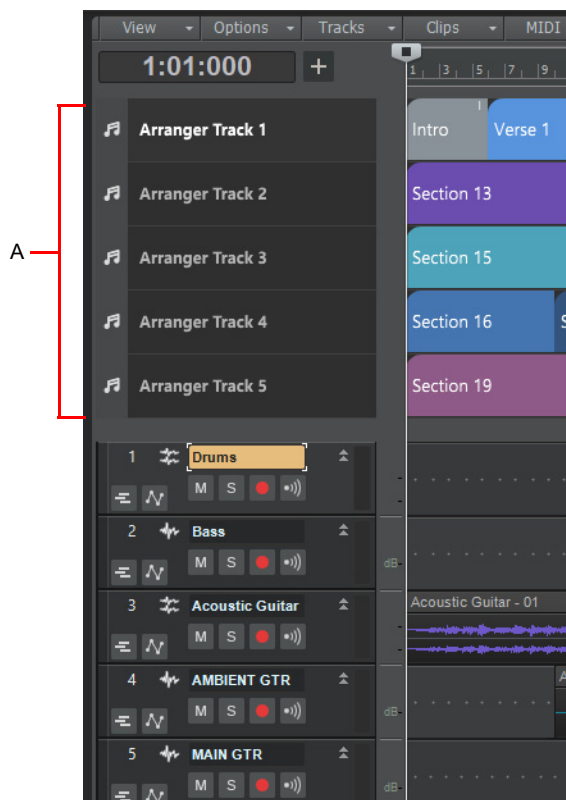 View Options Tracks Clips MIDI
1:01:000 +
1 3 5 7 9
Arranger Track 1 Intro Verse 1
A
Arranger Track 2 Section 13
Arranger Track 3 Section 15
Arranger Track 4 Section 16 S
Arranger Track 5 Section 19
1 Drums
M S
2 Bass
M S dB-
3 Acoustic Guitar Acoustic Guitar - 01
M S
4 AMBIENT GTR A
M S dB-
5 MAIN GTR
M S dB-